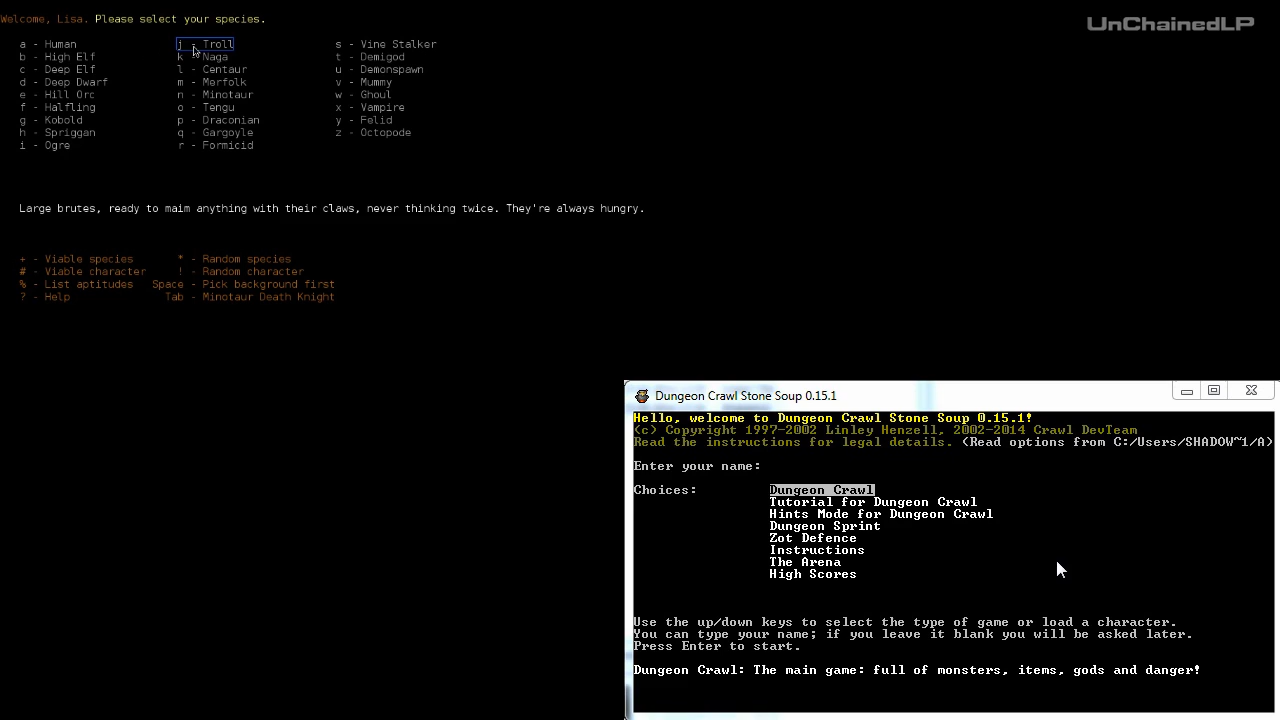 UnChainedLP
Welcome, Lisa. Please select your species.
a - Human j - Troll s - Vine Stalker
b - High Elf k - Naga t - Demigod
c - Deep Elf l - Centaur u - Demonspawn
d - Deep Dwarf m - Merfolk v - Mummy
e - Hill Orc n - Minotaur w - Ghoul
f - Halfling o - Tengu x - Vampire
g - Kobold p - Draconian y - Felid
h - Spriggan q - Gargoyle z - Octopode
i - Ogre r - Formicid
Large brutes, ready to maim anything with their claws, never thinking twice. They're always hungry.
+ - Viable species * - Random species
# - Viable character ! - Random character
% - List aptitudes Space - Pick background first
? - Help Tab - Minotaur Death Knight
Dungeon Crawl Stone Soup 0.15.1
Hello, welcome to Dungeon Crawl Stone Soup 0.15.1!
(c) Copyright 1997-2002 Linley Henzell, 2002-2014 Crawl DevTeam
Read the instructions for legal details. (Read options from C:/Users/SHADOW~1/A)
Enter your name:
Choices: Dungeon Crawl
Tutorial for Dungeon Crawl
Hints Mode for Dungeon Crawl
Dungeon Sprint
Zot Defence
Instructions
The Arena
High Scores
Use the up/down keys to select the type of game or load a character.
You can type your name; if you leave it blank you will be asked later.
Press Enter to start.
Dungeon Crawl: The main game: full of monsters, items, gods and danger!